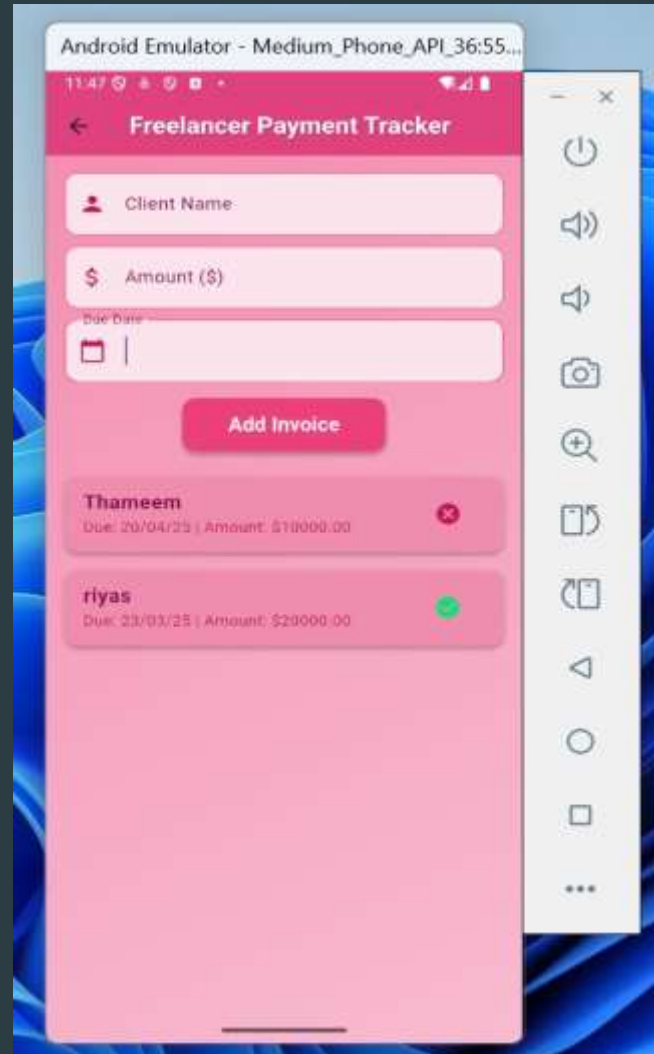 Android Emulator - Medium_Phone_API_36:55...
11:47
Freelancer Payment Tracker
Client Name
$ Amount ($)
Due Date
Add Invoice
Thameem
Due: 20/04/25 | Amount: $10000.00
riyas
Due: 23/03/25 | Amount: $20000.00